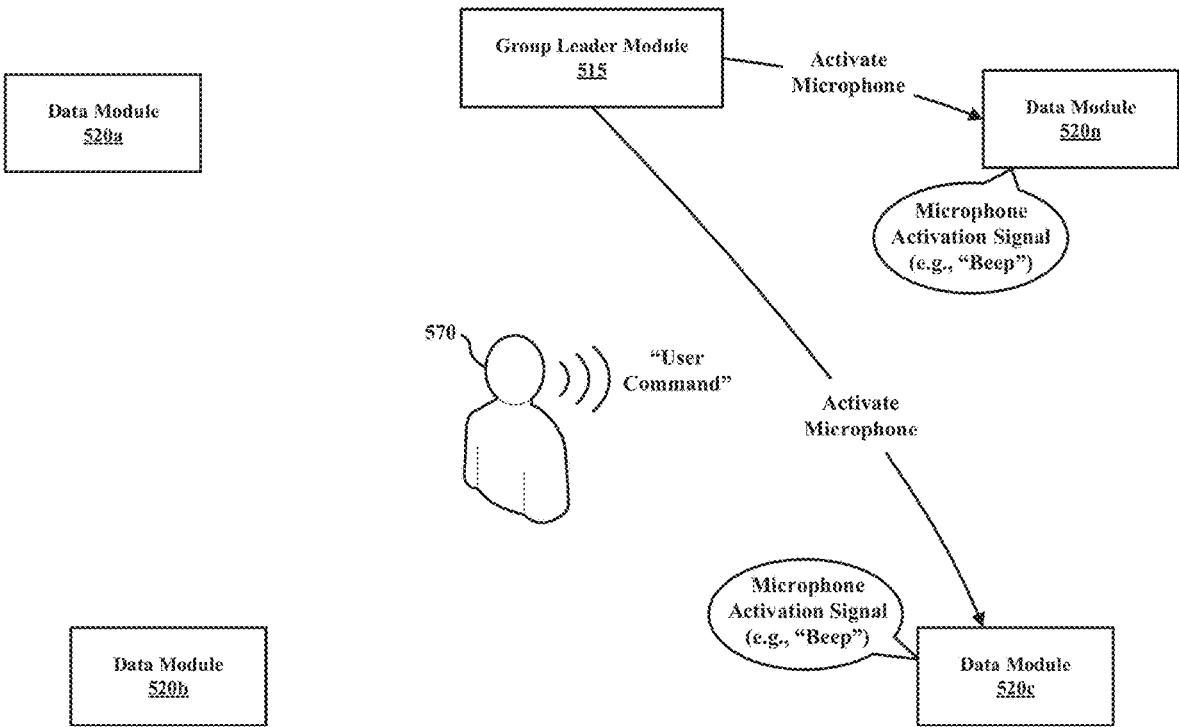 Group Leader Module
515
Activate
Microphone
Data Module
520a
Data Module
520n
Microphone
Activation Signal
(e.g., “Beep”)
570
“User
Command”
Activate
Microphone
Microphone
Activation Signal
(e.g., “Beep”)
Data Module
520b
Data Module
520c